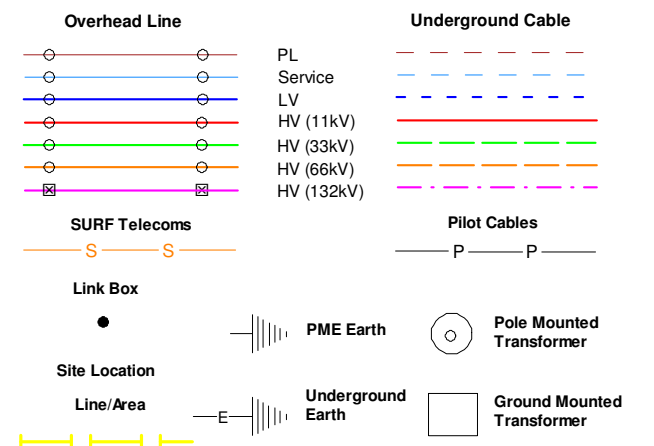 Overhead Line
Underground Cable
PL
Service
LV
HV (11kV)
HV (33kV)
HV (66kV)
HV (132kV)
SURF Telecoms
S S
Pilot Cables
P P
Link Box
PME Earth
Pole Mounted
Transformer
Site Location
Line/Area
E
Underground
Earth
Ground Mounted
Transformer